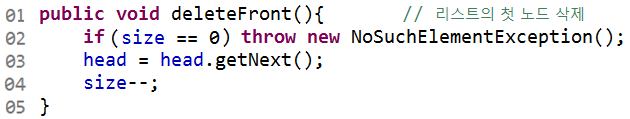 01 public void deleteFront(){ // 리스트의 첫 노드 삭제
02 if(size == 0) throw new NoSuchElementException();
03 head = head.getNext();
04 size--;
05 }